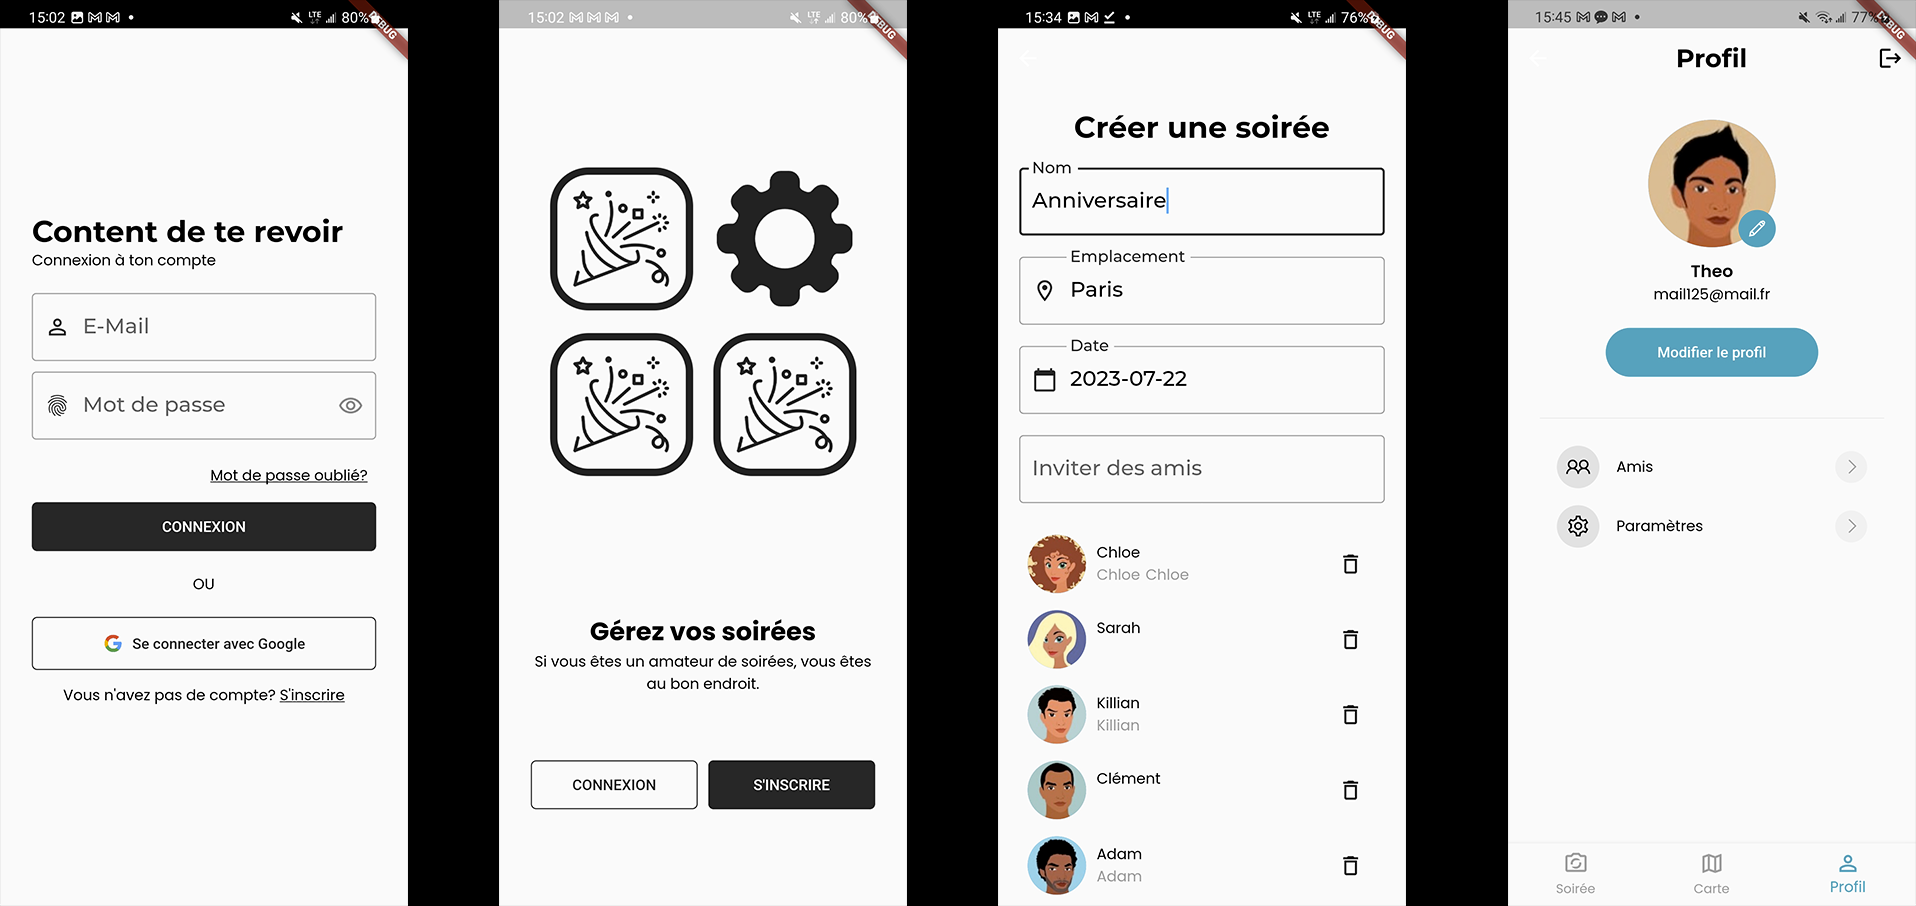 15:02
LTE
80%
DEBUG
Content de te revoir
Connexion à ton compte
E-Mail
Mot de passe
Mot de passe oublié?
CONNEXION
OU
Se connecter avec Google
Vous n'avez pas de compte? S'inscrire
15:02
LTE
80%
DEBUG
Gérez vos soirées
Si vous êtes un amateur de soirées, vous êtes
au bon endroit.
CONNEXION
S'INSCRIRE
15:34
LTE
76%
DEBUG
Créer une soirée
Nom
Anniversaire
Emplacement
Paris
Date
2023-07-22
Inviter des amis
Chloe
Chloe Chloe
Sarah
Killian
Killian
Clément
Adam
Adam
15:45
77%
DEBUG
Profil
Theo
mail125@mail.fr
Modifier le profil
Amis
Paramètres
Soirée
Carte
Profil